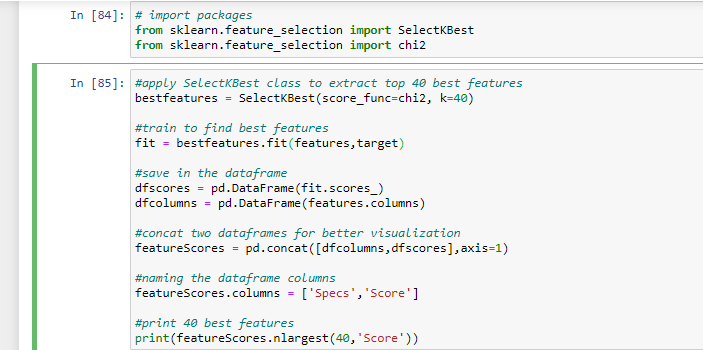 In [84]: # import packages
from sklearn.feature_selection import SelectKBest
from sklearn.feature_selection import chi2
In [85]: #apply SelectKBest class to extract top 40 best features
bestfeatures = SelectKBest(score_func=chi2, k=40)
#train to find best features
fit = bestfeatures.fit(features,target)
#save in the dataframe
dfscores = pd.DataFrame(fit.scores_)
dfcolumns = pd.DataFrame(features.columns)
#concat two dataframes for better visualization
featureScores = pd.concat([dfcolumns,dfscores],axis=1)
#naming the dataframe columns
featureScores.columns = ['Specs','Score']
#print 40 best features
print(featureScores.nlargest(40,'Score'))